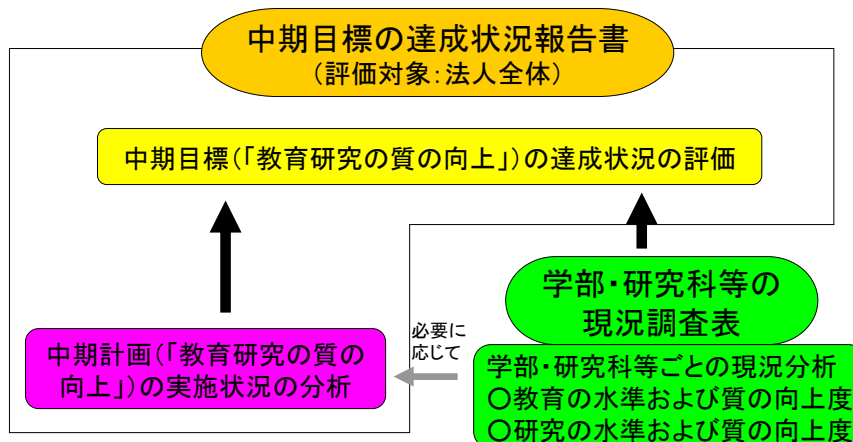 中期目標の達成状況報告書
(評価対象:法人全体)
中期目標(「教育研究の質の向上」)の達成状況の評価
学部・研究科等の
現況調査表
必要に
応じて
中期計画(「教育研究の質の
向上」)の実施状況の分析
学部・研究科等ごとの現況分析
○教育の水準および質の向上度
○研究の水準および質の向上度